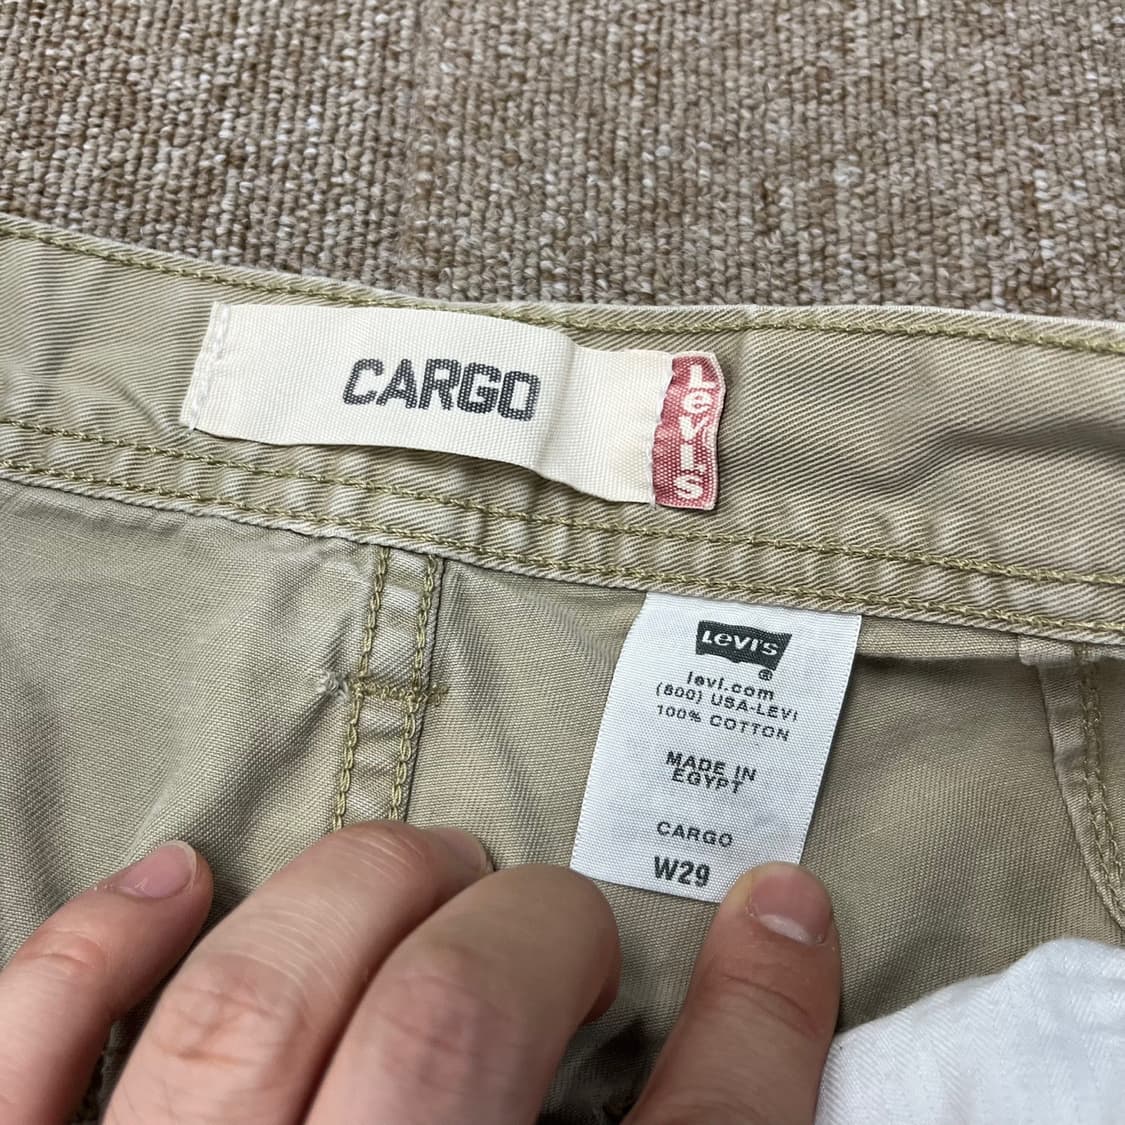 CARGO
Levi's
LEVI'S
®
levi.com
(800) USA-LEVI
100% COTTON
MADE IN
EGYPT
CARGO
W29